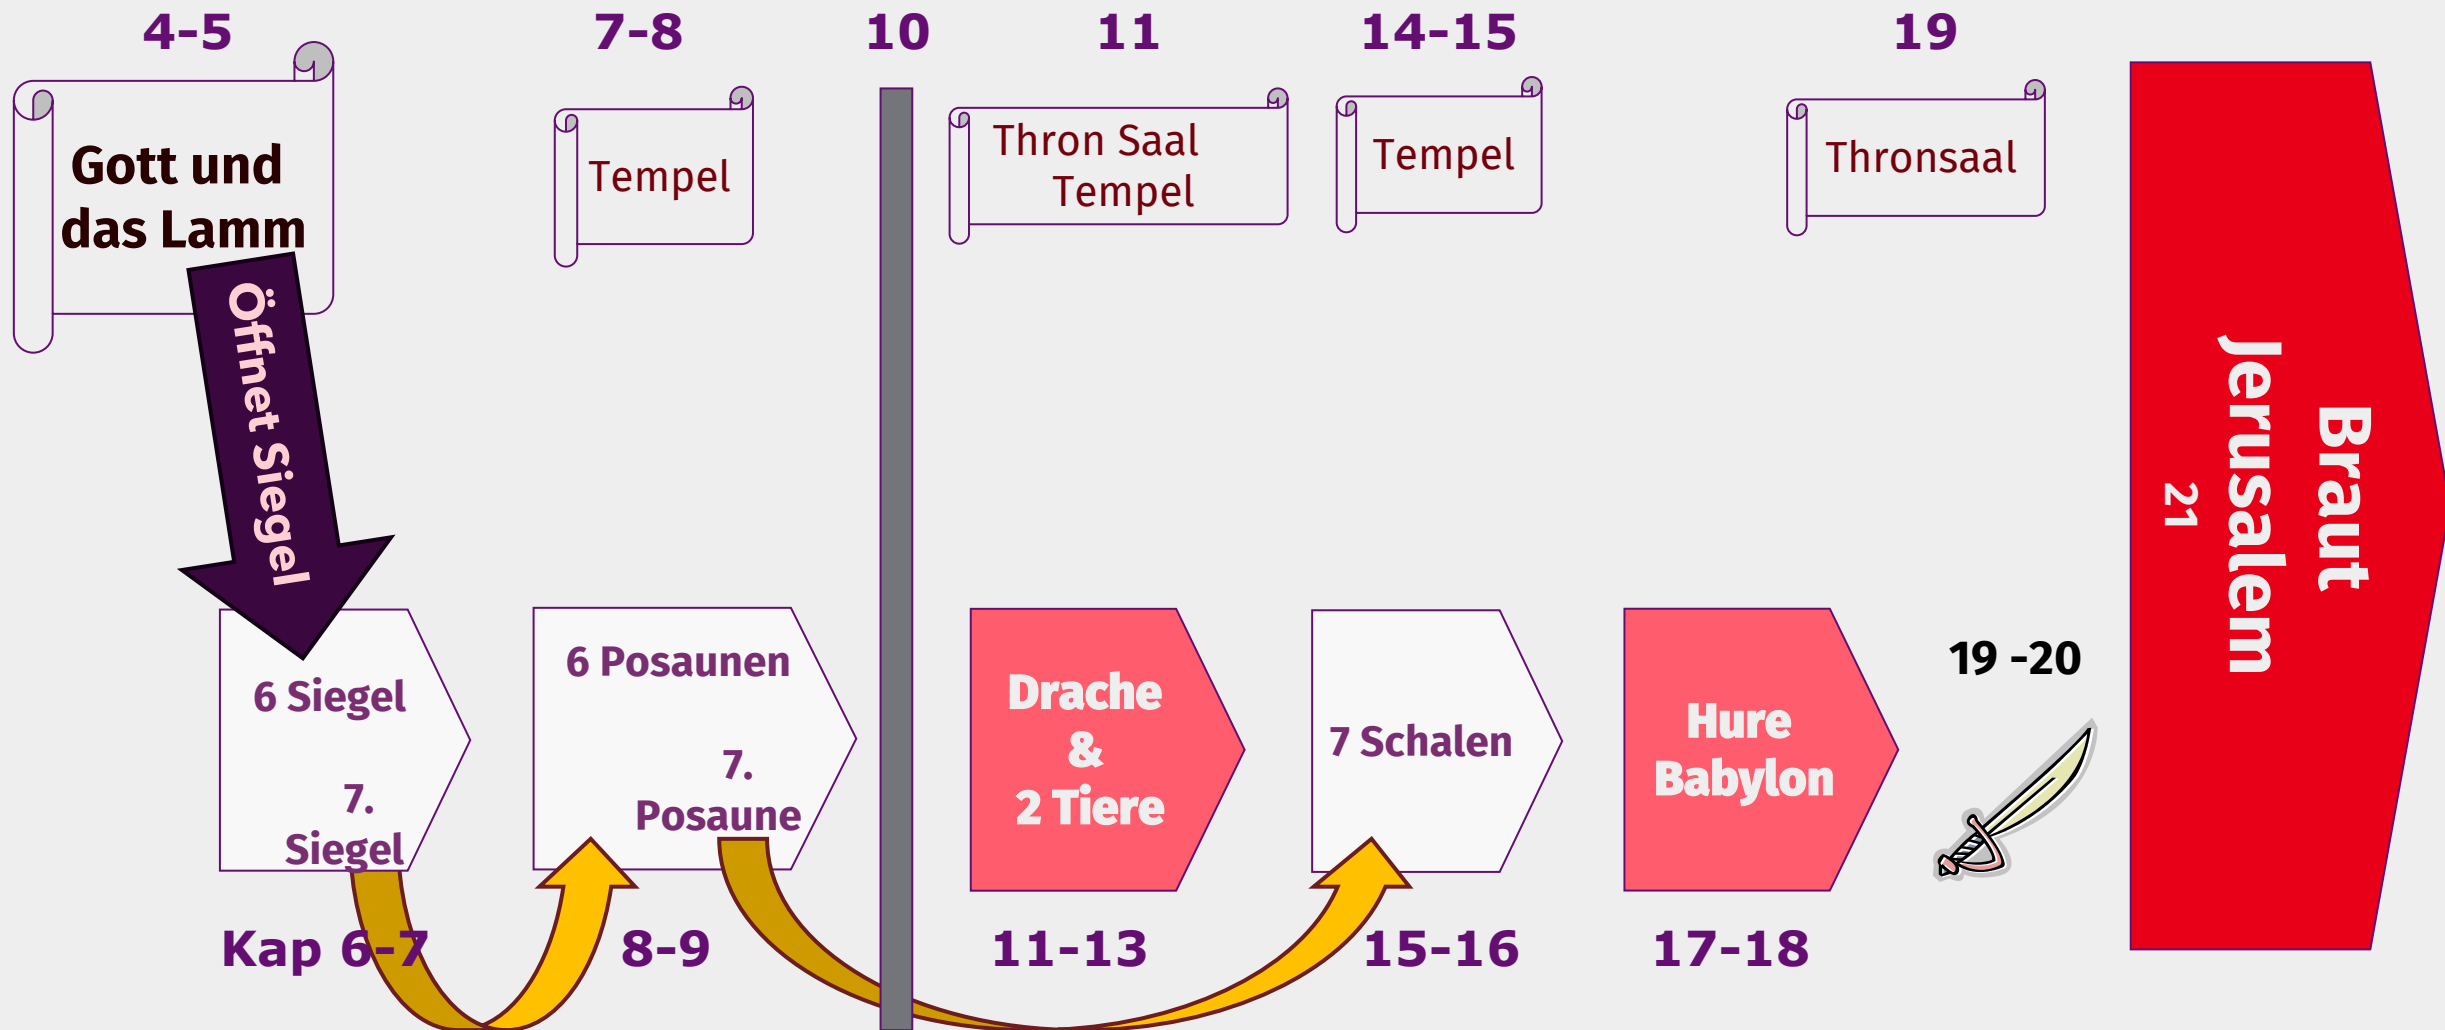 4-5
7-8
10
11
14-15
19
Gott und
das Lamm
Tempel
Thron Saal
Tempel
Tempel
Thronsaal
Öffnet Siegel
6 Siegel
7.
Siegel
6 Posaunen
7.
Posaune
Drache
&
2 Tiere
7 Schalen
Hure
Babylon
19 -20
Braut
Jerusalem
21
Kap 6-7
8-9
11-13
15-16
17-18